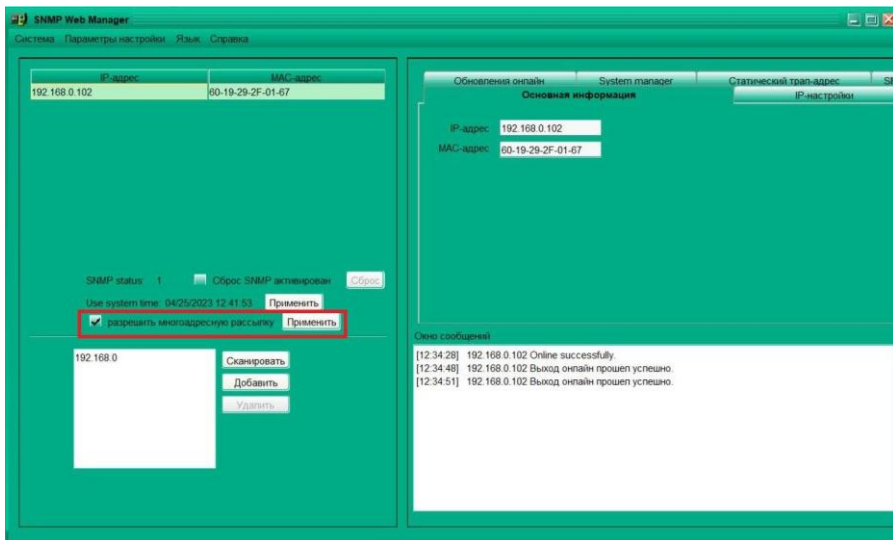 SNMP Web Manager
Система Параметры настройки Язык Справка
IP-адрес MAC-адрес
192.168.0.102 60-19-29-2F-01-67
SNMP status: 1 Сброс SNMP активирован Сброс
Use system time: 04/25/2023 12:41:53 Применить
разрешить многоадресную рассылку Применить
192.168.0
Сканировать
Добавить
Удалить
Обновления онлайн System manager Статический трап-адрес
Основная информация IP-настройки
IP-адрес 192.168.0.102
MAC-адрес 60-19-29-2F-01-67
Окно сообщений
[12:34:28] 192.168.0.102 Online successfully.
[12:34:48] 192.168.0.102 Выход онлайн прошел успешно.
[12:34:51] 192.168.0.102 Выход онлайн прошел успешно.